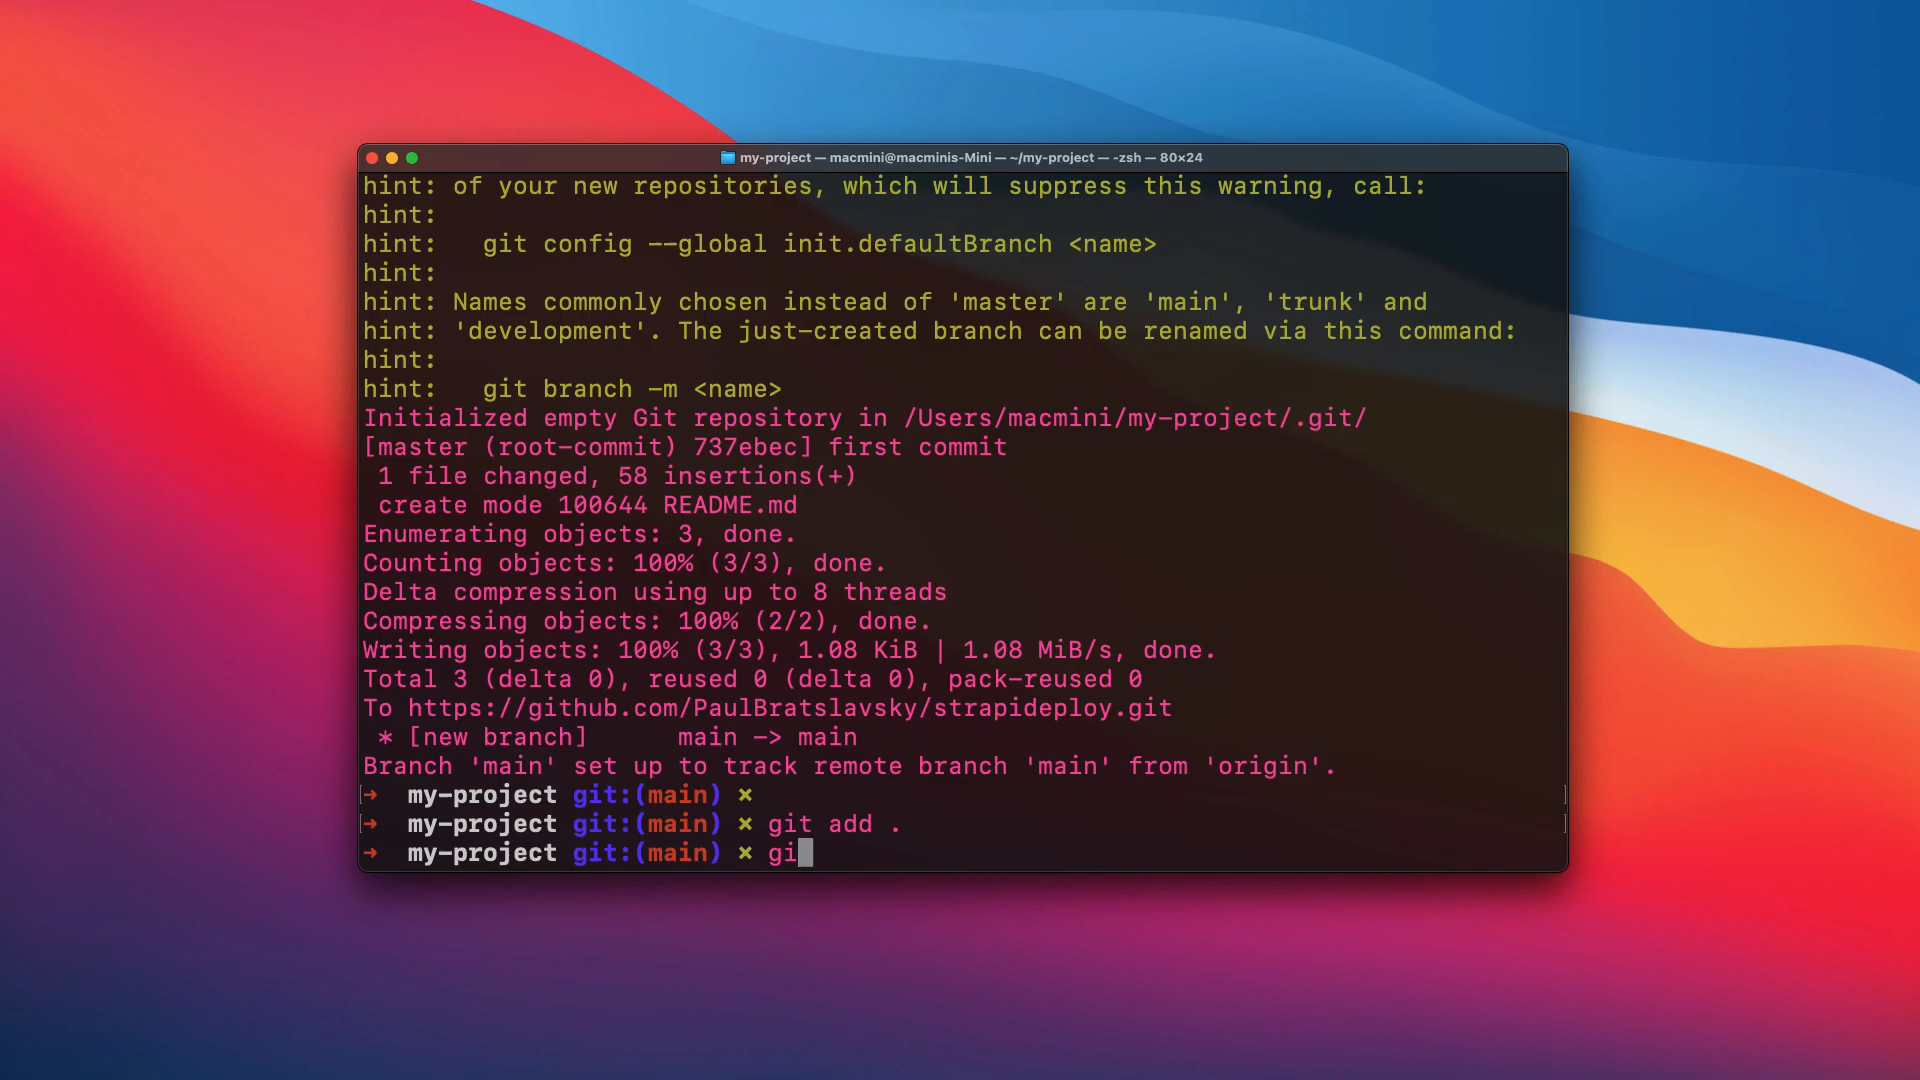 my-project — macmini@macminis-Mini — ~/my-project — -zsh — 80×24
hint: of your new repositories, which will suppress this warning, call:
hint:
hint:   git config --global init.defaultBranch <name>
hint:
hint: Names commonly chosen instead of 'master' are 'main', 'trunk' and
hint: 'development'. The just-created branch can be renamed via this command:
hint:
hint:   git branch -m <name>
Initialized empty Git repository in /Users/macmini/my-project/.git/
[master (root-commit) 737ebec] first commit
 1 file changed, 58 insertions(+)
 create mode 100644 README.md
Enumerating objects: 3, done.
Counting objects: 100% (3/3), done.
Delta compression using up to 8 threads
Compressing objects: 100% (2/2), done.
Writing objects: 100% (3/3), 1.08 KiB | 1.08 MiB/s, done.
Total 3 (delta 0), reused 0 (delta 0), pack-reused 0
To https://github.com/PaulBratslavsky/strapideploy.git
 * [new branch]      main -> main
Branch 'main' set up to track remote branch 'main' from 'origin'.
→  my-project git:(main) ×
→  my-project git:(main) × git add .
→  my-project git:(main) × gi